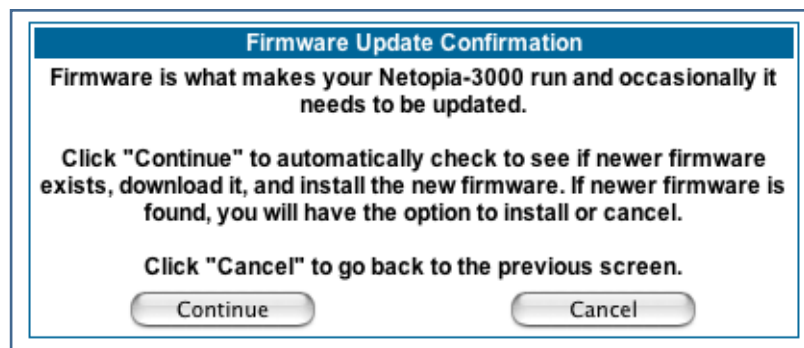 Firmware Update Confirmation
Firmware is what makes your Netopia-3000 run and occasionally it
needs to be updated.
Click "Continue" to automatically check to see if newer firmware
exists, download it, and install the new firmware. If newer firmware is
found, you will have the option to install or cancel.
Click "Cancel" to go back to the previous screen.
Continue Cancel